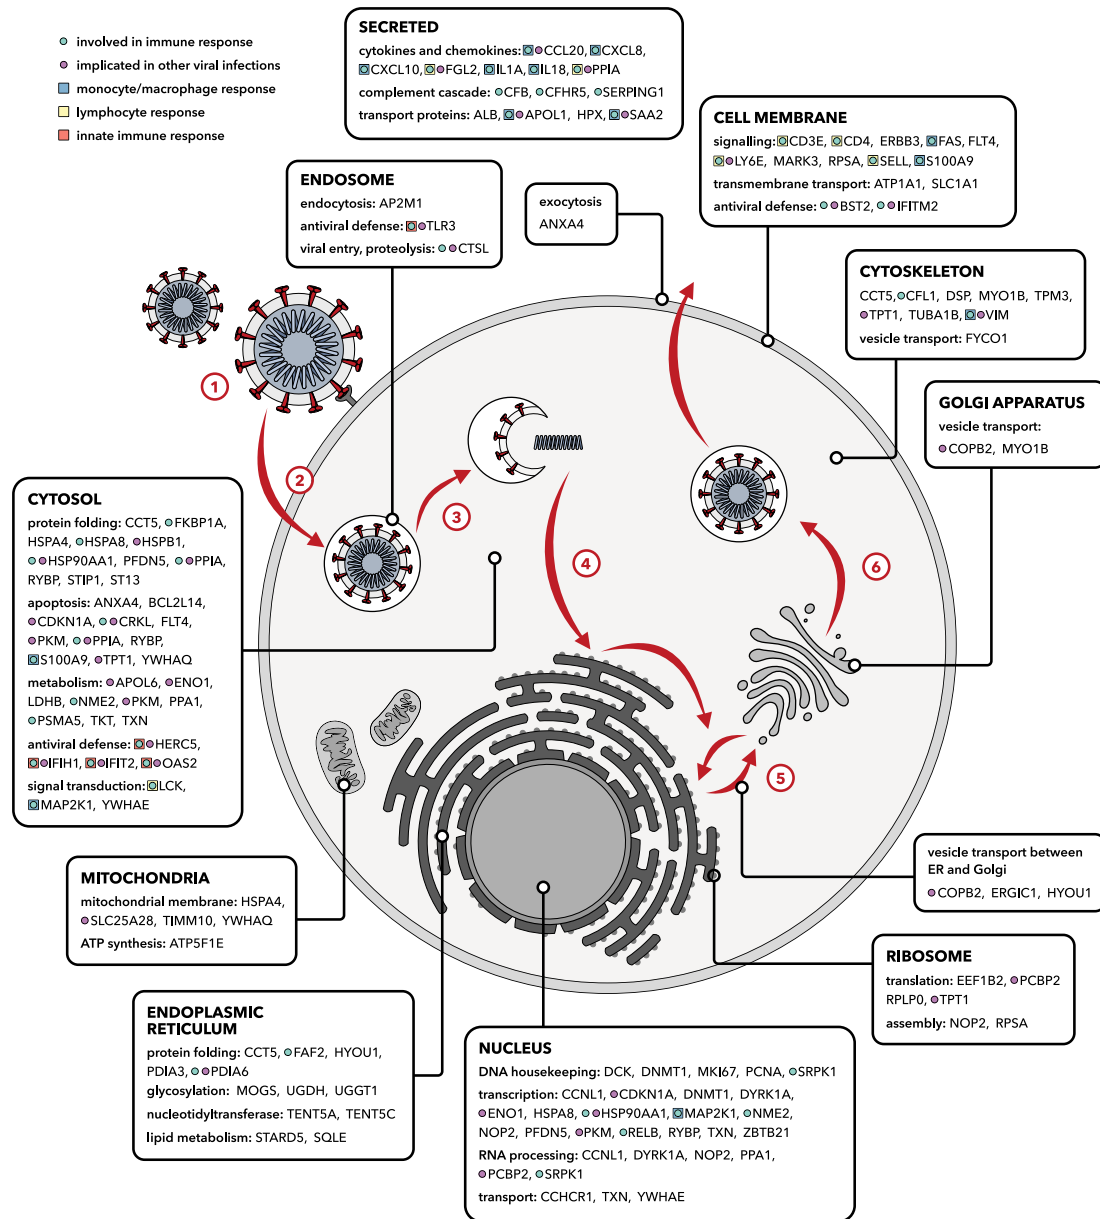 involved in immune response
implicated in other viral infections
monocyte/macrophage response
lymphocyte response
innate immune response
SECRETED
cytokines and chemokines: CCL20, CXCL8,
CXCL10, FGL2, IL1A, IL18, PPIA
complement cascade: CFB, CFHR5, SERPING1
transport proteins: ALB, APOL1, HPX, SAA2
CELL MEMBRANE
signalling: CD3E, CD4, ERBB3, FAS, FLT4,
LY6E, MARK3, RPSA, SELL, S100A9
transmembrane transport: ATP1A1, SLC1A1
antiviral defense: BST2, IFITM2
ENDOSOME
endocytosis: AP2M1
antiviral defense: TLR3
viral entry, proteolysis: CTSL
exocytosis
ANXA4
CYTOSKELETON
CCT5, CFL1, DSP, MYO1B, TPM3,
TPT1, TUBA1B, VIM
vesicle transport: FYCO1
GOLGI APPARATUS
vesicle transport:
COPB2, MYO1B
1
2
3
4
5
6
CYTOSOL
protein folding: CCT5, FKBP1A,
HSPA4, HSPA8, HSPB1,
HSP90AA1, PFDN5, PPIA,
RYBP, STIP1, ST13
apoptosis: ANXA4, BCL2L14,
CDKN1A, CRKL, FLT4,
PKM, PPIA, RYBP,
S100A9, TPT1, YWHAQ
metabolism: APOL6, ENO1,
LDHB, NME2, PKM, PPA1,
PSMA5, TKT, TXN
antiviral defense: HERC5,
IFIH1, IFIT2, OAS2
signal transduction: LCK,
MAP2K1, YWHAE
MITOCHONDRIA
mitochondrial membrane: HSPA4,
SLC25A28, TIMM10, YWHAQ
ATP synthesis: ATP5F1E
vesicle transport between
ER and Golgi
COPB2, ERGIC1, HYOU1
RIBOSOME
translation: EEF1B2, PCBP2
RPLP0, TPT1
assembly: NOP2, RPSA
ENDOPLASMIC
RETICULUM
protein folding: CCT5, FAF2, HYOU1,
PDIA3, PDIA6
glycosylation: MOGS, UGDH, UGGT1
nucleotidyltransferase: TENT5A, TENT5C
lipid metabolism: STARD5, SQLE
NUCLEUS
DNA housekeeping: DCK, DNMT1, MKI67, PCNA, SRPK1
transcription: CCNL1, CDKN1A, DNMT1, DYRK1A,
ENO1, HSPA8, HSP90AA1, MAP2K1, NME2,
NOP2, PFDN5, PKM, RELB, RYBP, TXN, ZBTB21
RNA processing: CCNL1, DYRK1A, NOP2, PPA1,
PCBP2, SRPK1
transport: CCHCR1, TXN, YWHAE